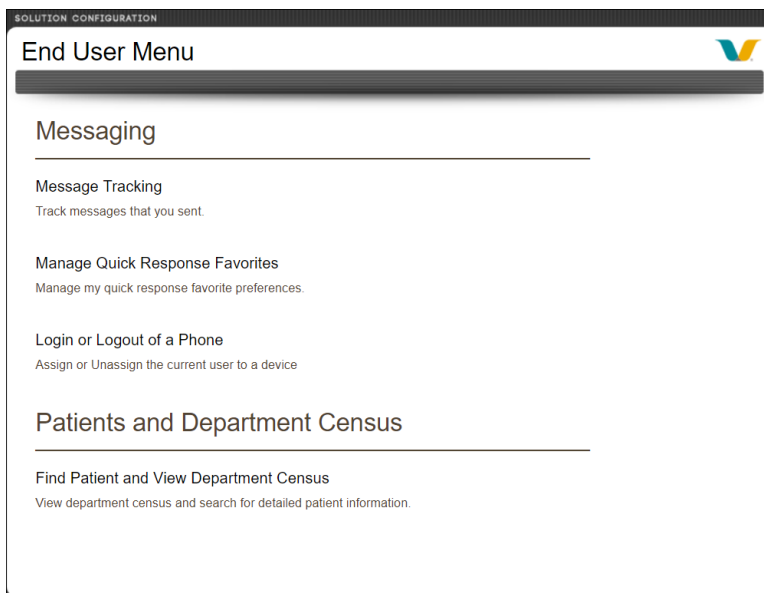 SOLUTION CONFIGURATION
End User Menu
Messaging
Message Tracking
Track messages that you sent.
Manage Quick Response Favorites
Manage my quick response favorite preferences.
Login or Logout of a Phone
Assign or Unassign the current user to a device
Patients and Department Census
Find Patient and View Department Census
View department census and search for detailed patient information.